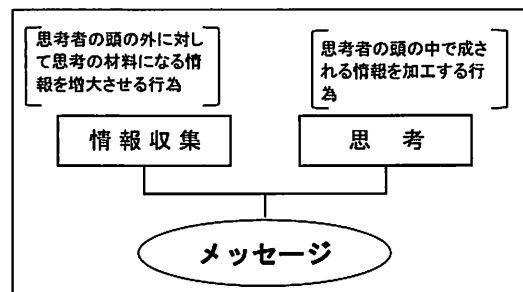 思考者の頭の外に対し
て思考の材料になる情
報を増大させる行為
思考者の頭の中で成さ
れる情報を加工する行
為
情報収集
思考
メッセージ